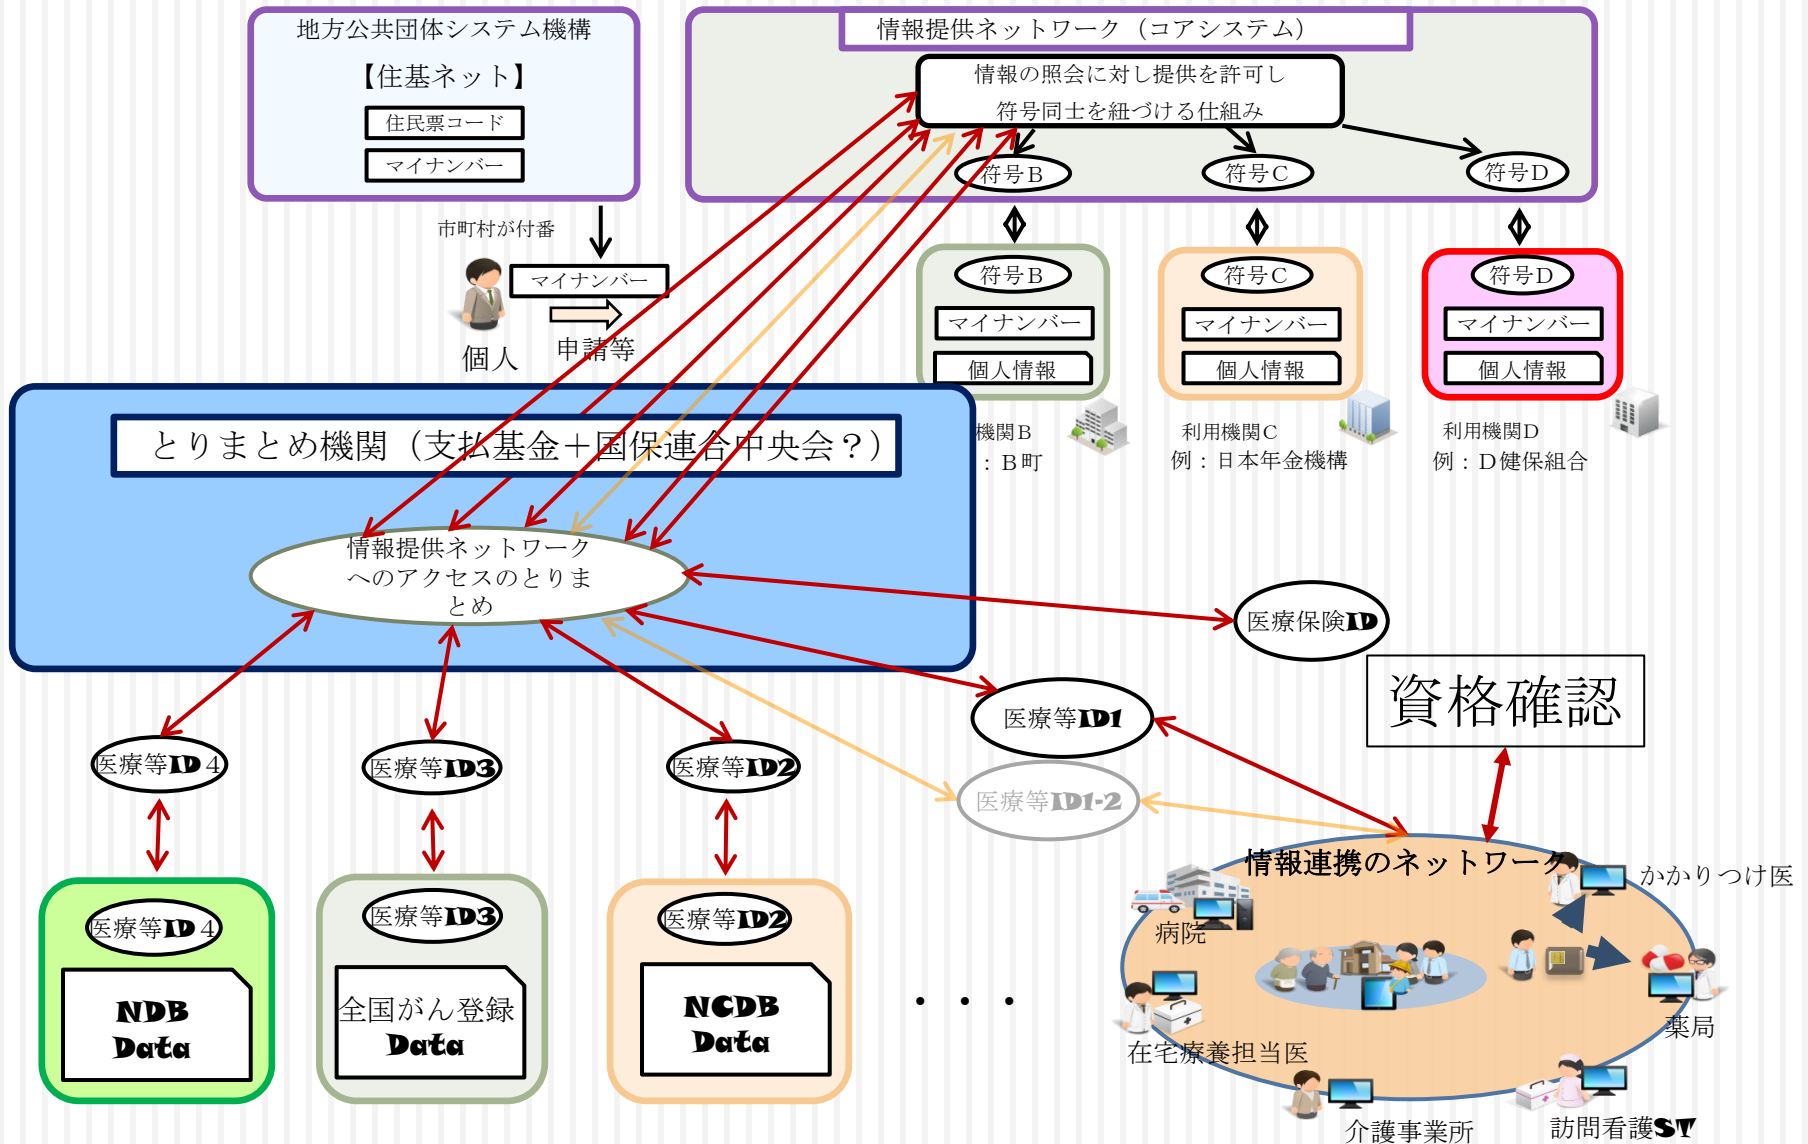 地方公共団体システム機構
【住基ネット】
住民票コード
マイナンバー
情報提供ネットワーク（コアシステム）
情報の照会に対し提供を許可し
符号同士を紐づける仕組み
符号Ｂ
符号Ｃ
符号Ｄ
市町村が付番
マイナンバー
個人
申請等
符号Ｂ
マイナンバー
個人情報
機関Ｂ
：Ｂ町
符号Ｃ
マイナンバー
個人情報
利用機関Ｃ
例：日本年金機構
符号Ｄ
マイナンバー
個人情報
利用機関Ｄ
例：Ｄ健保組合
とりまとめ機関（支払基金＋国保連合中央会？）
情報提供ネットワーク
へのアクセスのとりま
とめ
医療保険ID
資格確認
医療等ID1
医療等ID1-2
医療等ID４
医療等ID3
医療等ID2
医療等ID４
NDB
Data
医療等ID3
全国がん登録
Data
医療等ID2
NCDB
Data
・・・
情報連携のネットワーク
かかりつけ医
病院
薬局
在宅療養担当医
介護事業所
訪問看護ST